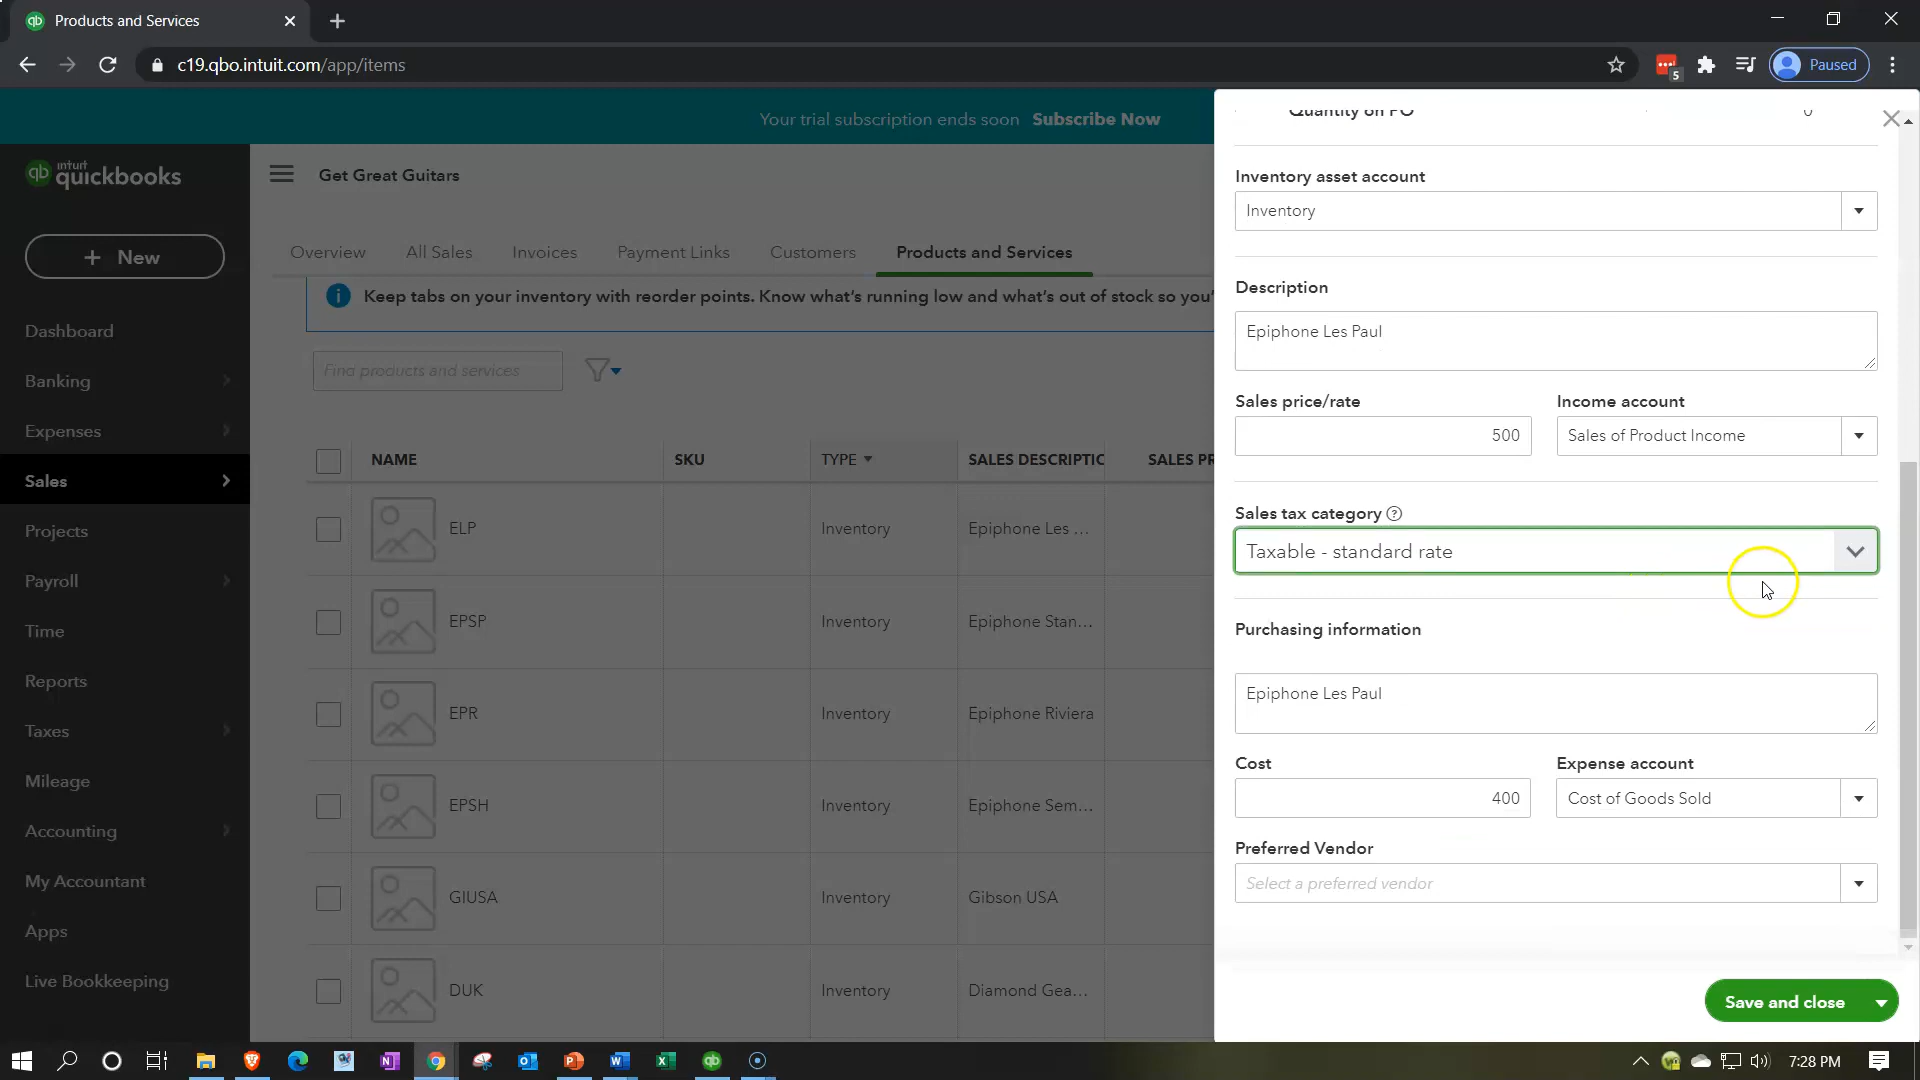 Products and Services
c19.qbo.intuit.com/app/items
5
Paused
Your trial subscription ends soon Subscribe Now
intuit quickbooks
Get Great Guitars
+ New
Overview
All Sales
Invoices
Payment Links
Customers
Products and Services
Keep tabs on your inventory with reorder points. Know what's running low and what's out of stock so you'
Find products and services
Dashboard
Banking
Expenses
Sales
Projects
Payroll
Time
Reports
Taxes
Mileage
Accounting
My Accountant
Apps
Live Bookkeeping
NAME SKU TYPE SALES DESCRIPTIC SALES PR
ELP Inventory Epiphone Les ...
EPSP Inventory Epiphone Stan...
EPR Inventory Epiphone Riviera
EPSH Inventory Epiphone Sem...
GIUSA Inventory Gibson USA
DUK Inventory Diamond Gea...
Quantity on PO 0
Inventory asset account
Inventory
Description
Epiphone Les Paul
Sales price/rate Income account
500 Sales of Product Income
Sales tax category ?
Taxable - standard rate
Purchasing information
Epiphone Les Paul
Cost Expense account
400 Cost of Goods Sold
Preferred Vendor
Select a preferred vendor
Save and close
7:28 PM